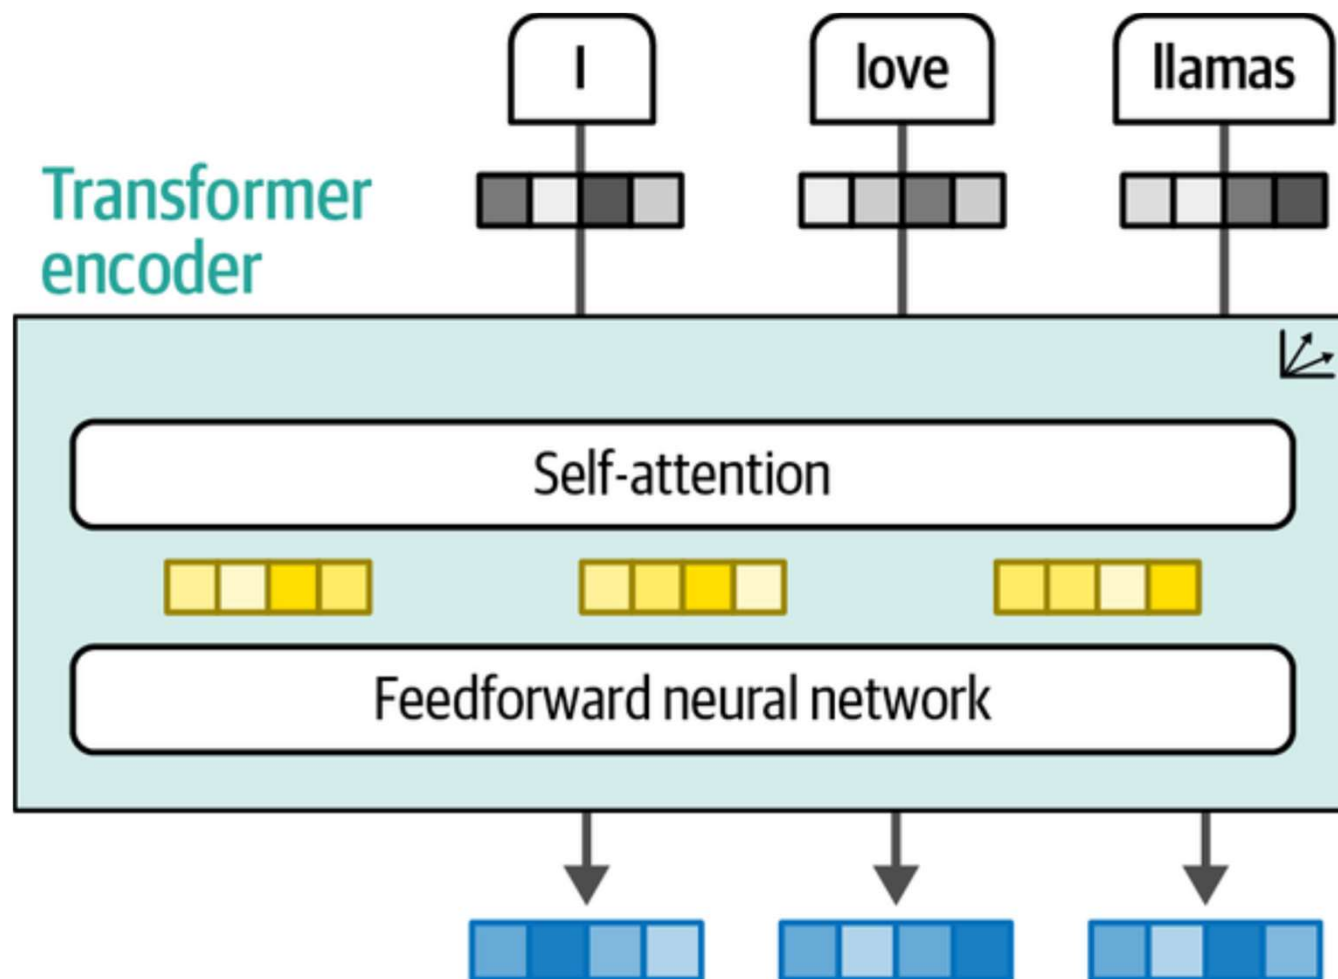 I
love
llamas
Transformer
encoder
Self-attention
Feedforward neural network